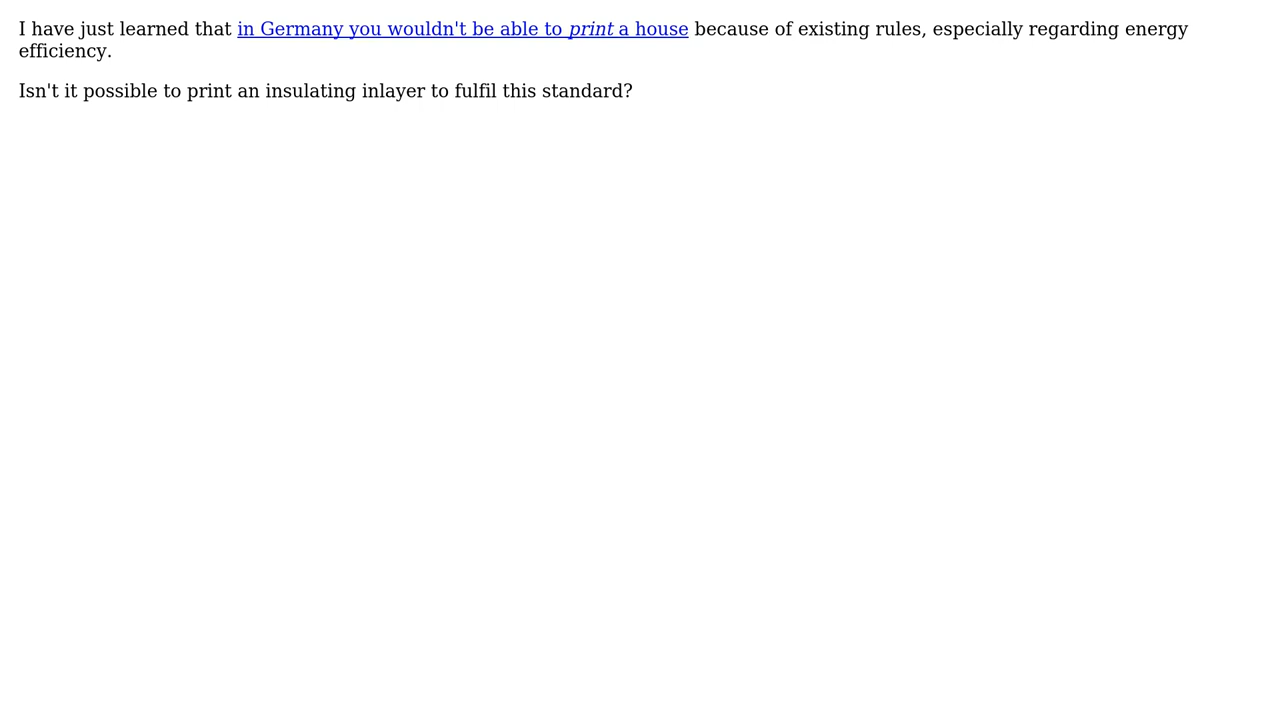 I have just learned that in Germany you wouldn't be able to print a house because of existing rules, especially regarding energy
efficiency.
Isn't it possible to print an insulating inlayer to fulfil this standard?